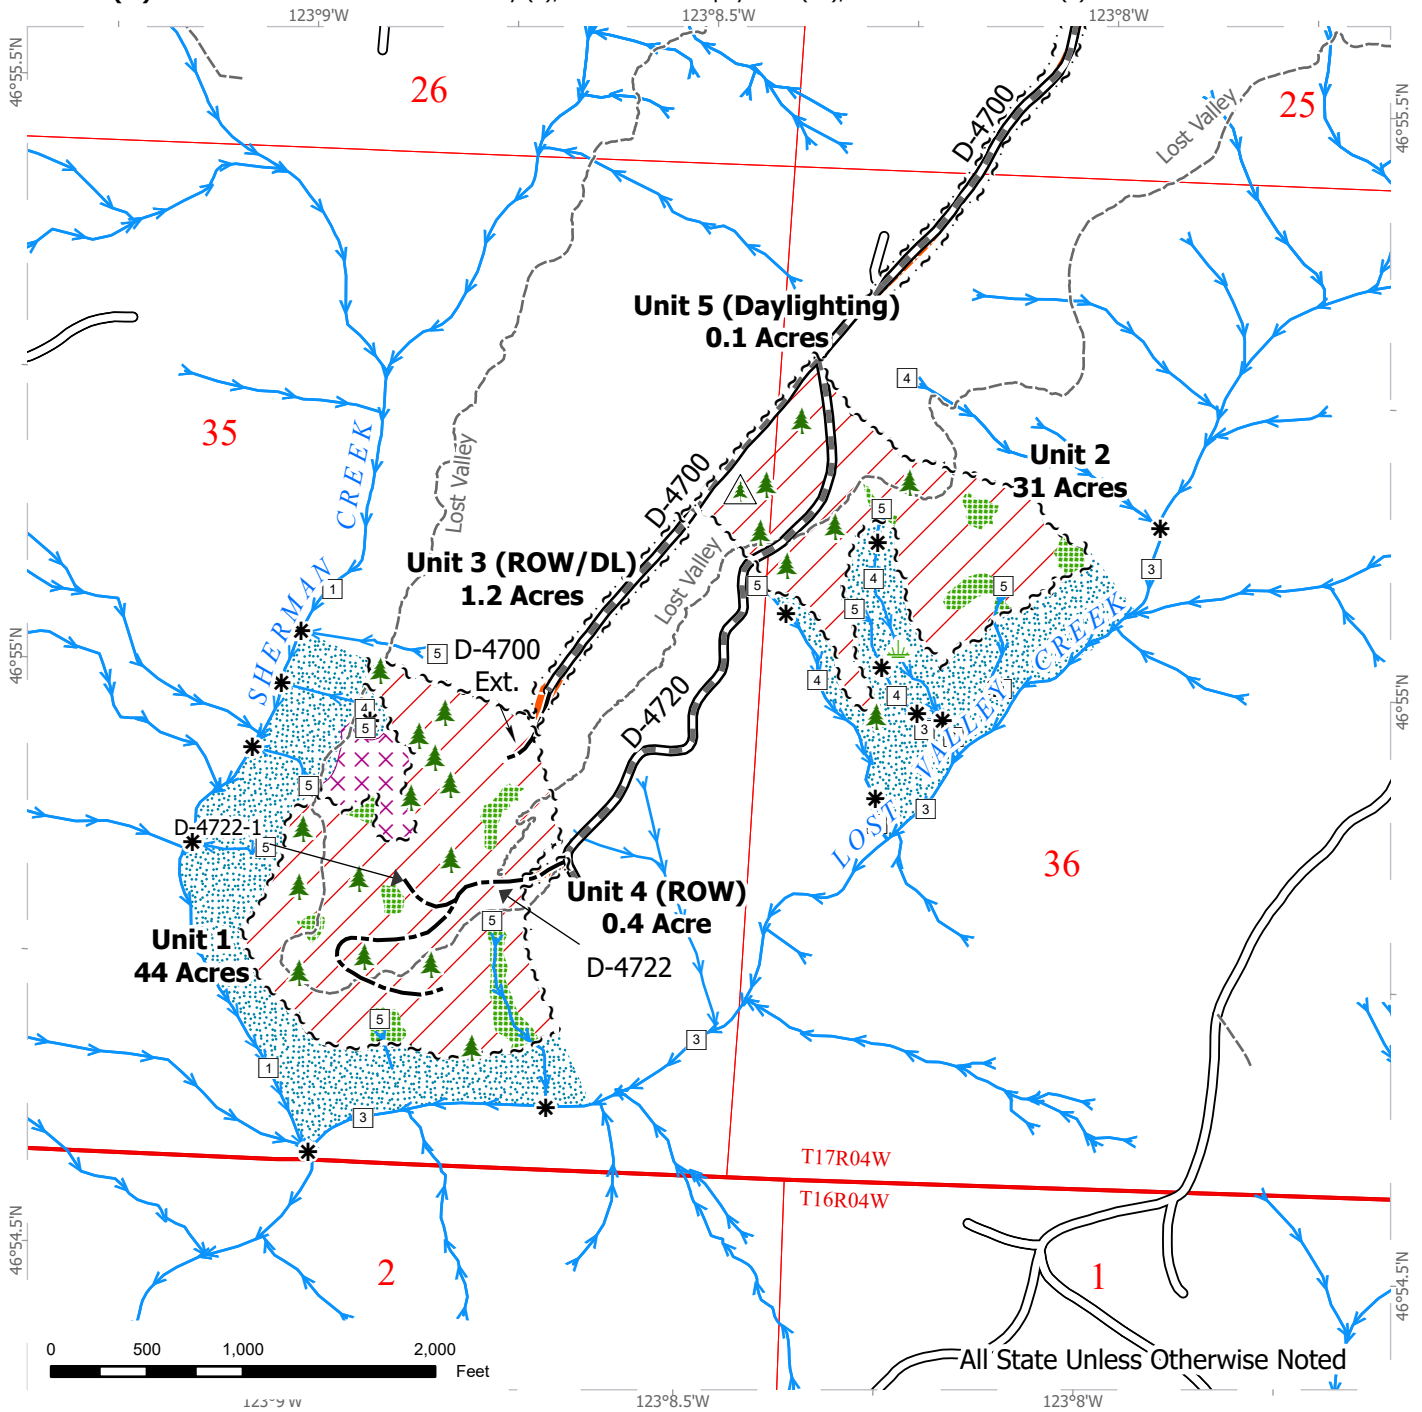 123°9'W
123°8.5'W
123°8'W
46°55.5'N
46°55.5'N
26
25
D-4700
Lost Valley
Unit 5 (Daylighting)
0.1 Acres
35
4
SHERMAN CREEK
Lost Valley
Unit 2
31 Acres
D-4700
5
Unit 3 (ROW/DL)
1.2 Acres
Lost Valley
1
5
4
5
5
3
5
D-4700
Ext.
46°55'N
46°55'N
4
4
D-4720
4
5
3
LOST VALLEY CREEK
5
3
D-4722-1
5
36
Unit 4 (ROW)
0.4 Acre
5
Unit 1
44 Acres
D-4722
5
3
1
3
T17R04W
T16R04W
46°54.5'N
46°54.5'N
2
1
0 500 1,000 2,000
Feet
All State Unless Otherwise Noted
123°9'W
123°8.5'W
123°8'W